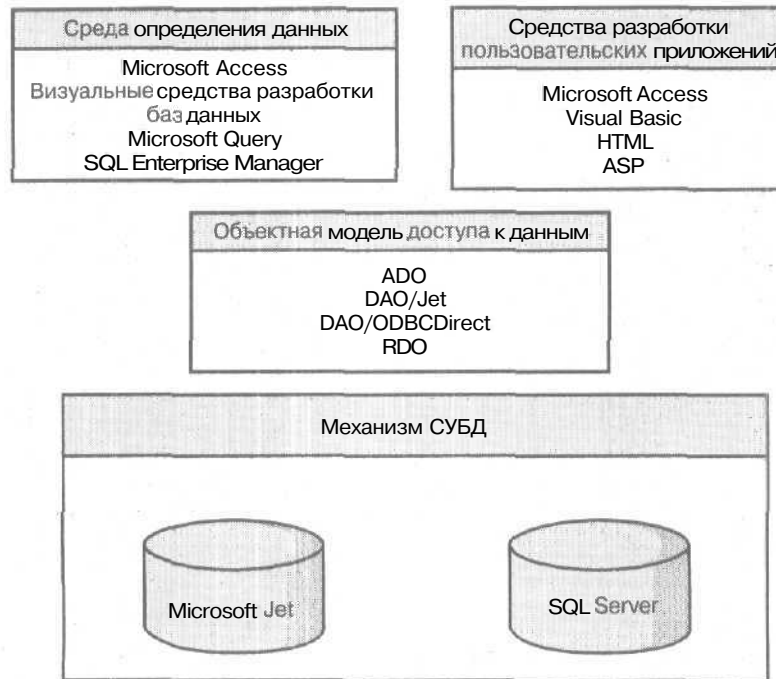 Среда определения данных
Microsoft Access
Визуальные средства разработки
баз данных
Microsoft Query
SQL Enterprise Manager
Средства разработки
пользовательских приложений
Microsoft Access
Visual Basic
HTML
ASP
Объектная модель доступа к данным
ADO
DAO/Jet
DAO/ODBCDirect
RDO
Механизм СУБД
Microsoft Jet
SQL Server